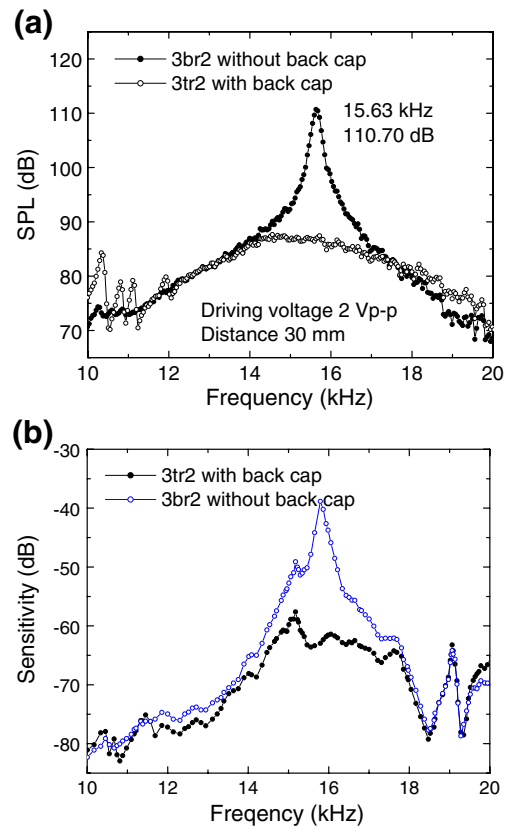 (a)
120
110
100
90
80
70
SPL (dB)
3br2 without back cap
3tr2 with back cap
15.63 kHz
110.70 dB
Driving voltage 2 Vp-p
Distance 30 mm
10 12 14 16 18 20
Frequency (kHz)
(b)
-30
-40
-50
-60
-70
-80
Sensitivity (dB)
3tr2 with back cap
3br2 without back cap
10 12 14 16 18 20
Freqency (kHz)